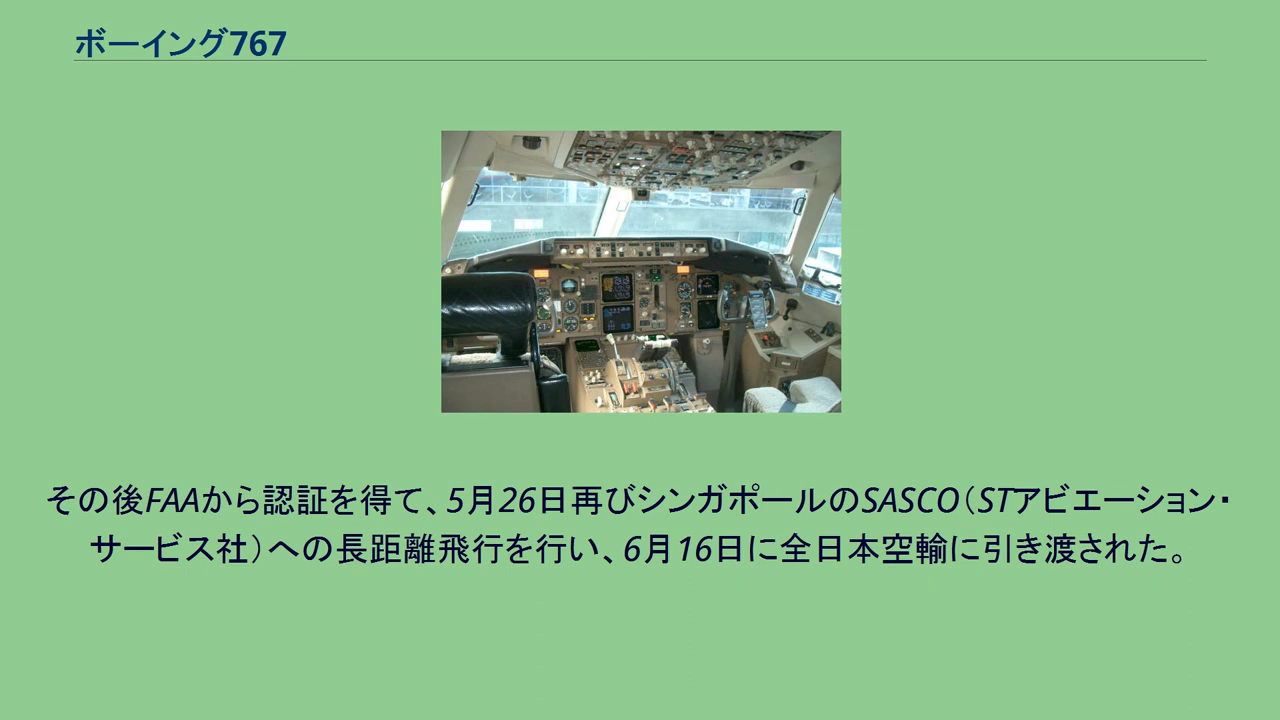 ボーイング767
その後FAAから認証を得て、5月26日再びシンガポールのSASCO（STアビエーション・
サービス社）への長距離飛行を行い、6月16日に全日本空輸に引き渡された。